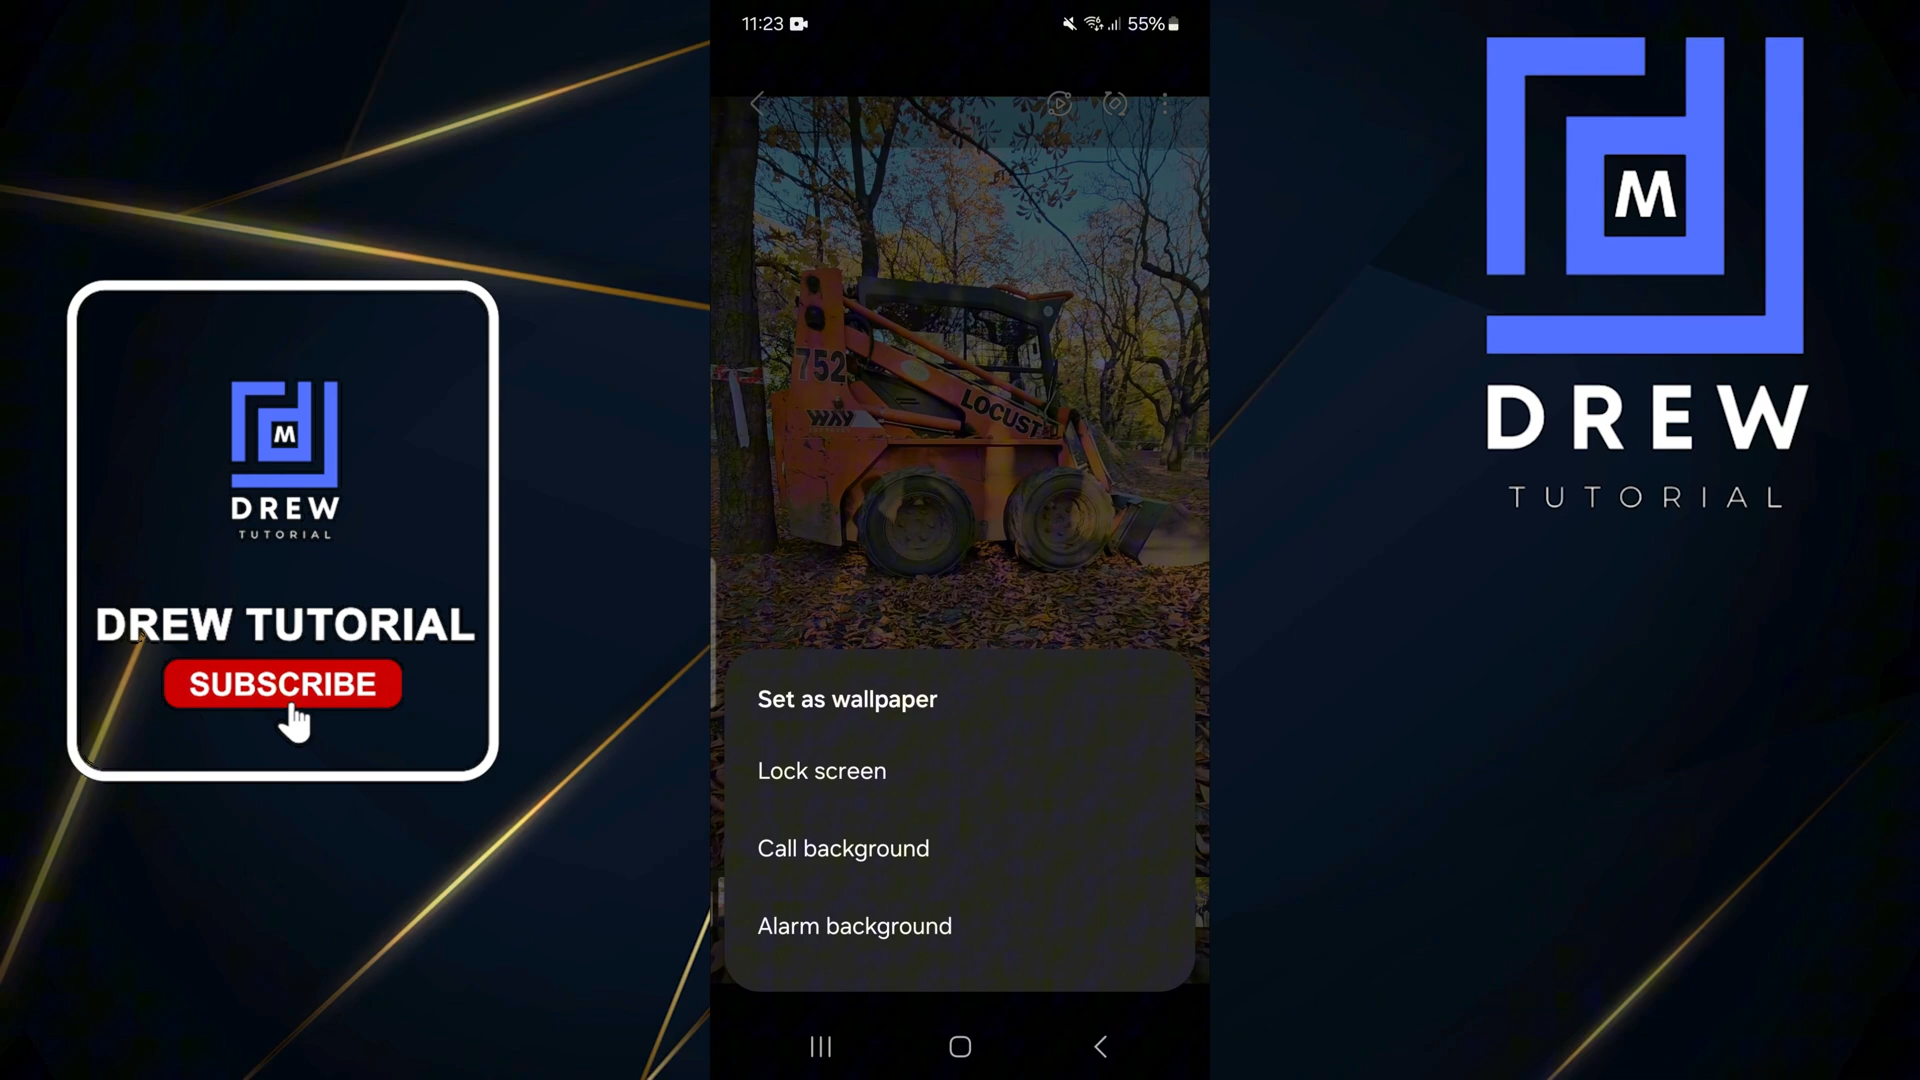 11:23
55%
752
WAY
LOCUST
Set as wallpaper
Lock screen
Call background
Alarm background
M
DREW
TUTORIAL
DREW TUTORIAL
SUBSCRIBE
M
DREW
TUTORIAL